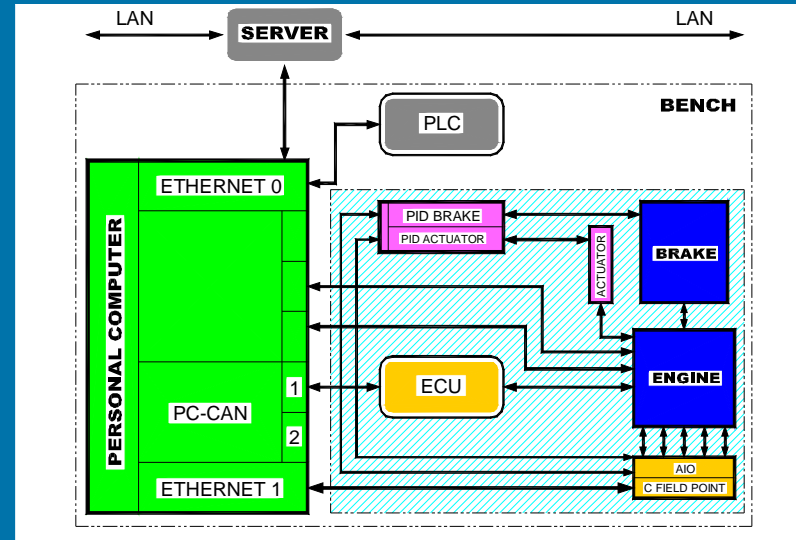 LAN
LAN
SERVER
BENCH
PLC
ETHERNET 0
PERSONAL COMPUTER
PID BRAKE
PID ACTUATOR
ACTUATOR
BRAKE
ENGINE
ECU
PC-CAN
1
2
AIO
C FIELD POINT
ETHERNET 1